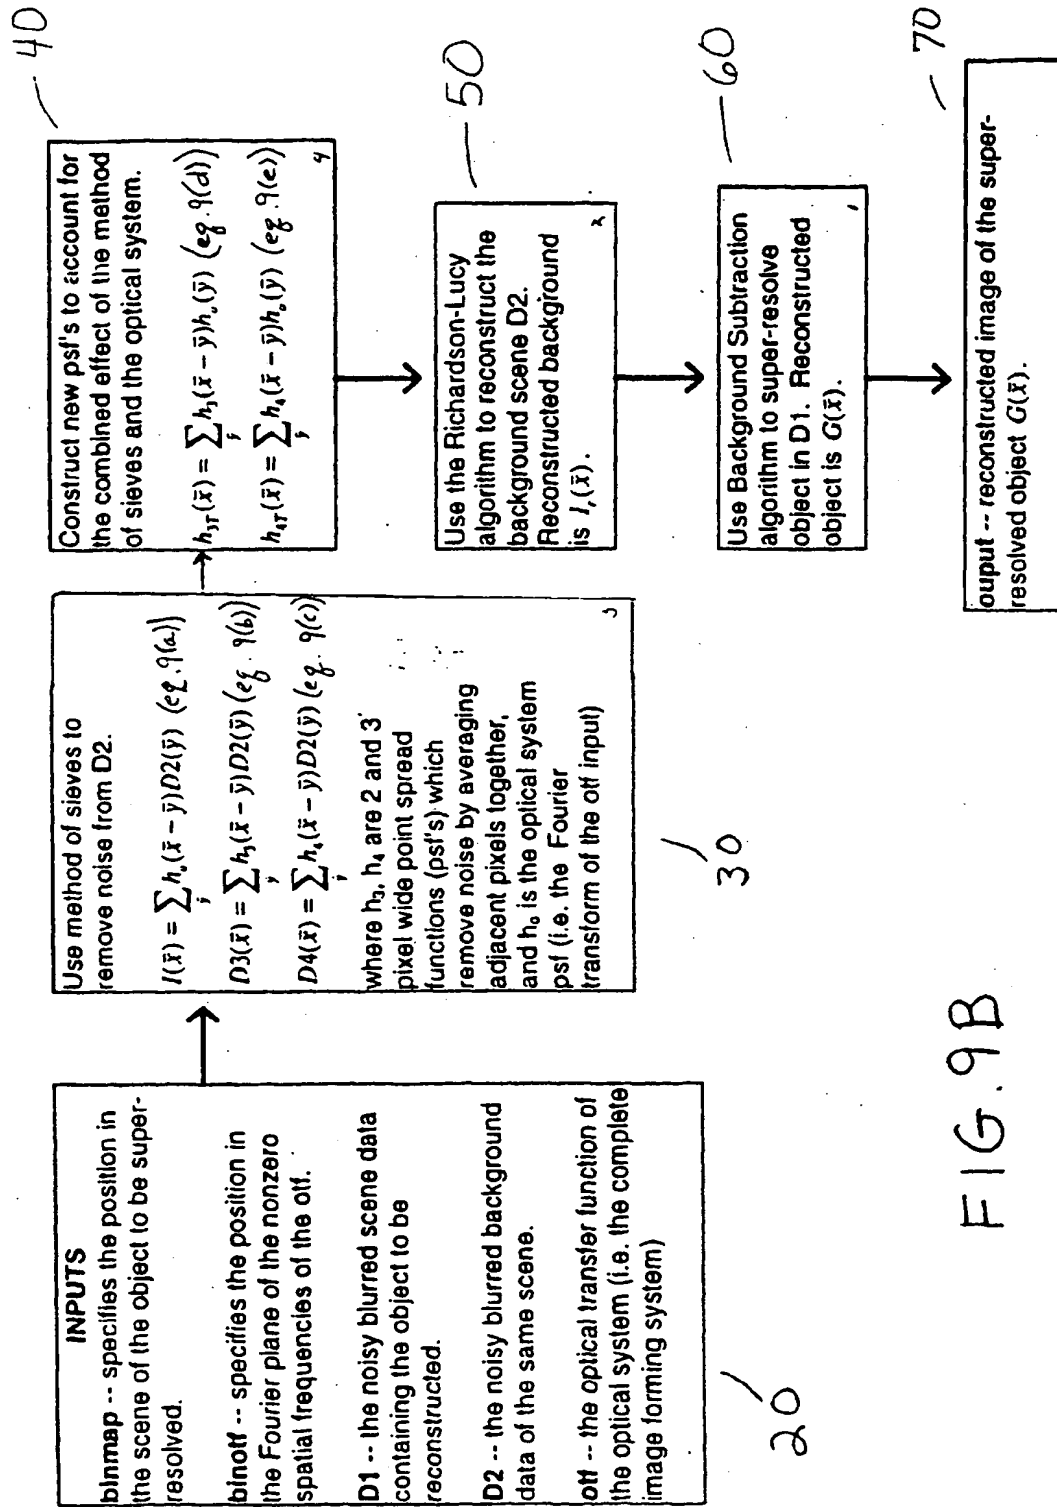 INPUTS
binmap -- specifies the position in
the scene of the object to be super-
resolved.
binotf -- specifies the position in
the Fourier plane of the nonzero
spatial frequencies of the otf.
D1 -- the noisy blurred scene data
containing the object to be
reconstructed.
D2 -- the noisy blurred background
data of the same scene.
otf -- the optical transfer function of
the optical system (i.e. the complete
image forming system)
20
Use method of sieves to
remove noise from D2.
I(x̄) = ∑ h₀(x̄ − ȳ)D2(ȳ) (eq. 9(a))
D3(x̄) = ∑ h₃(x̄ − ȳ)D2(ȳ) (eq. 9(b))
D4(x̄) = ∑ h₄(x̄ − ȳ)D2(ȳ) (eq. 9(c))
where h₃, h₄ are 2 and 3
pixel wide point spread
functions (psf's) which
remove noise by averaging
adjacent pixels together,
and h₀ is the optical system
psf (i.e. the Fourier
transform of the otf input)
30
Construct new psf's to account for
the combined effect of the method
of sieves and the optical system.
h₃T(x̄) = ∑ h₃(x̄ − ȳ)h₀(ȳ) (eq. 9(d))
h₄T(x̄) = ∑ h₄(x̄ − ȳ)h₀(ȳ) (eq. 9(e))
4
40
Use the Richardson-Lucy
algorithm to reconstruct the
background scene D2.
Reconstructed background
is Iᵣ(x̄).
50
Use Background Subtraction
algorithm to super-resolve
object in D1. Reconstructed
object is G(x̄).
60
ouput -- reconstructed image of the super-
resolved object G(x̄).
70
FIG. 9B